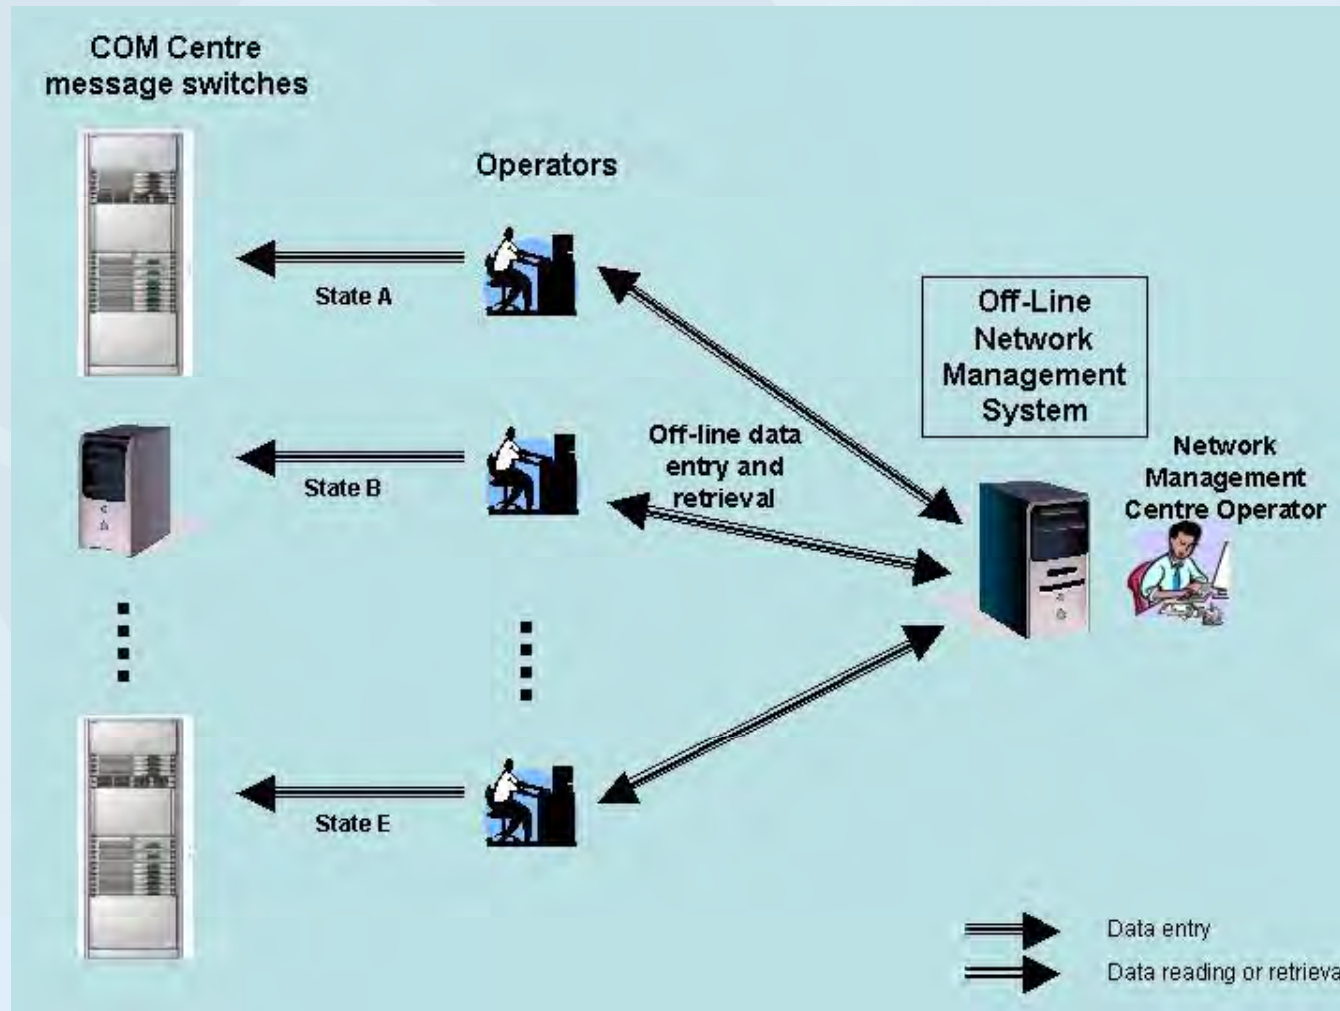 COM Centre
message switches
Operators
State A
Off-Line
Network
Management
System
State B
Off-line data
entry and
retrieval
Network
Management
Centre Operator
State E
Data entry
Data reading or retrieva